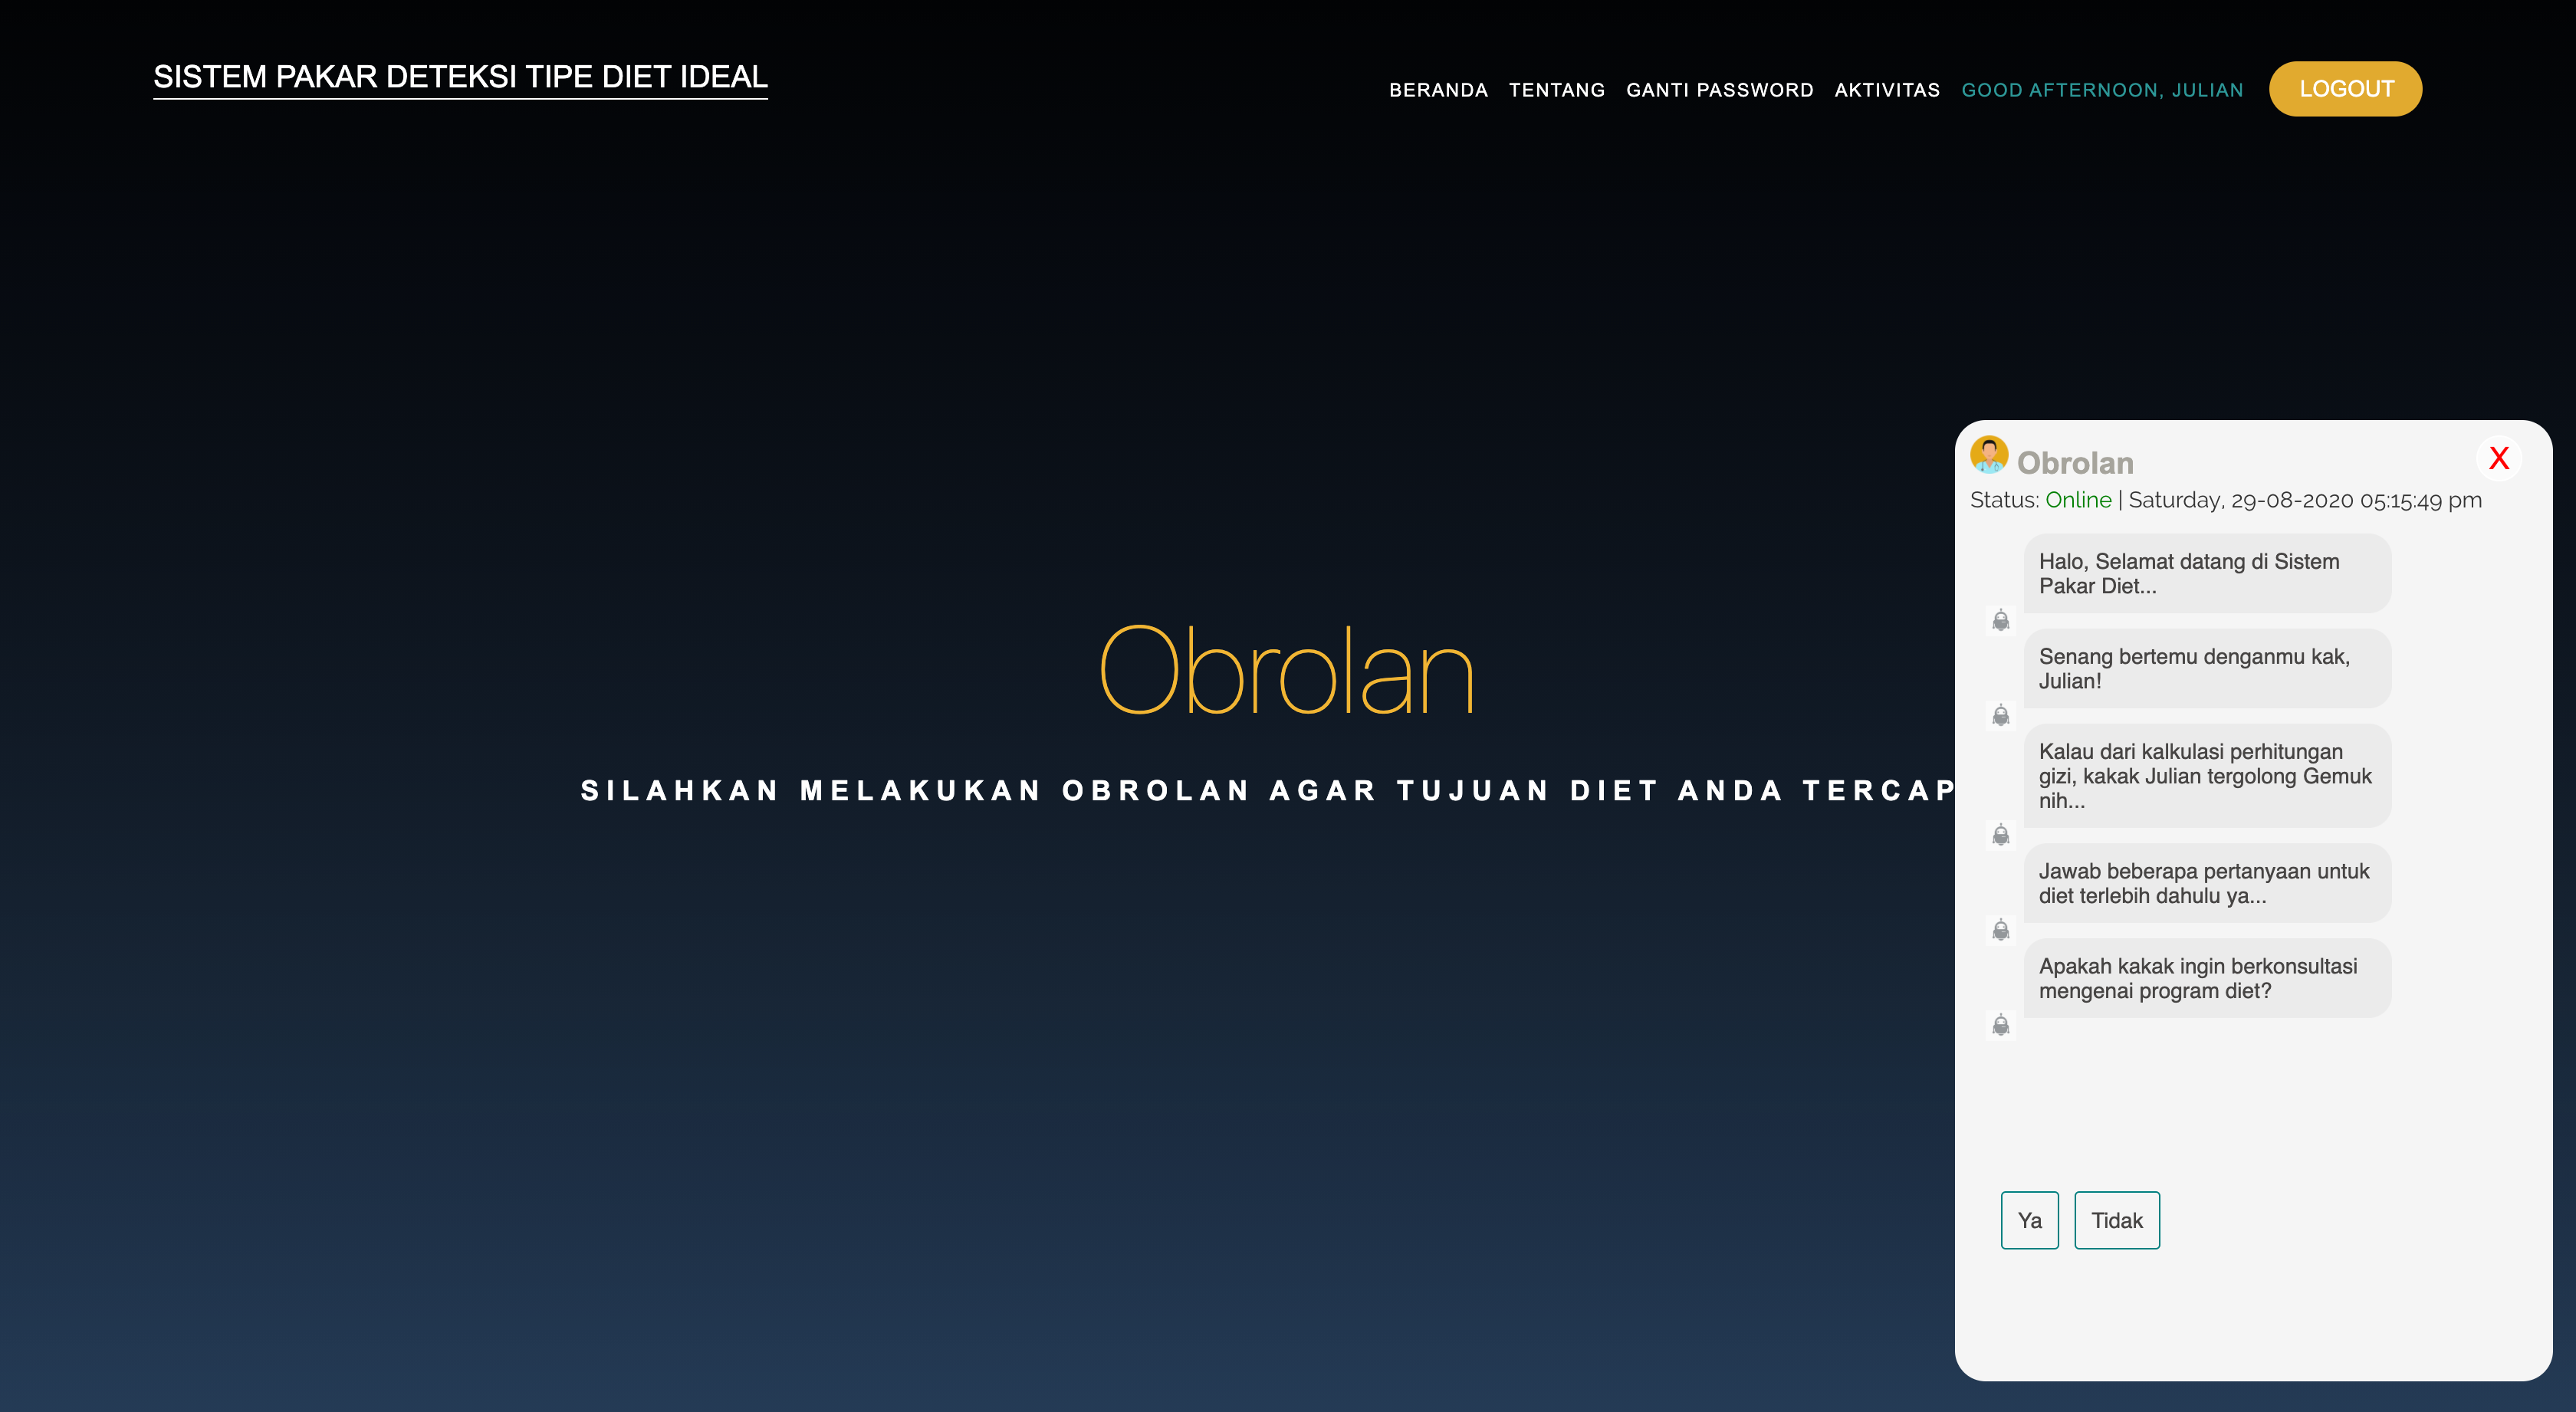 SISTEM PAKAR DETEKSI TIPE DIET IDEAL
BERANDA TENTANG GANTI PASSWORD AKTIVITAS GOOD AFTERNOON, JULIAN LOGOUT
Obrolan
SILAHKAN MELAKUKAN OBROLAN AGAR TUJUAN DIET ANDA TERCAP
Obrolan
X
Status: Online | Saturday, 29-08-2020 05:15:49 pm
Halo, Selamat datang di Sistem
Pakar Diet...
Senang bertemu denganmu kak,
Julian!
Kalau dari kalkulasi perhitungan
gizi, kakak Julian tergolong Gemuk
nih...
Jawab beberapa pertanyaan untuk
diet terlebih dahulu ya...
Apakah kakak ingin berkonsultasi
mengenai program diet?
Ya Tidak